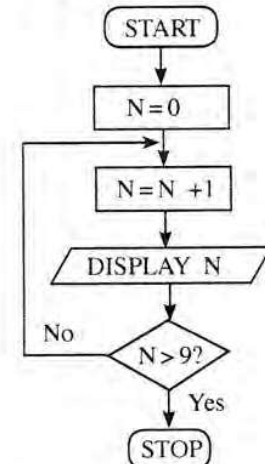 START
N = 0
N = N + 1
DISPLAY N
No
N > 9?
Yes
STOP